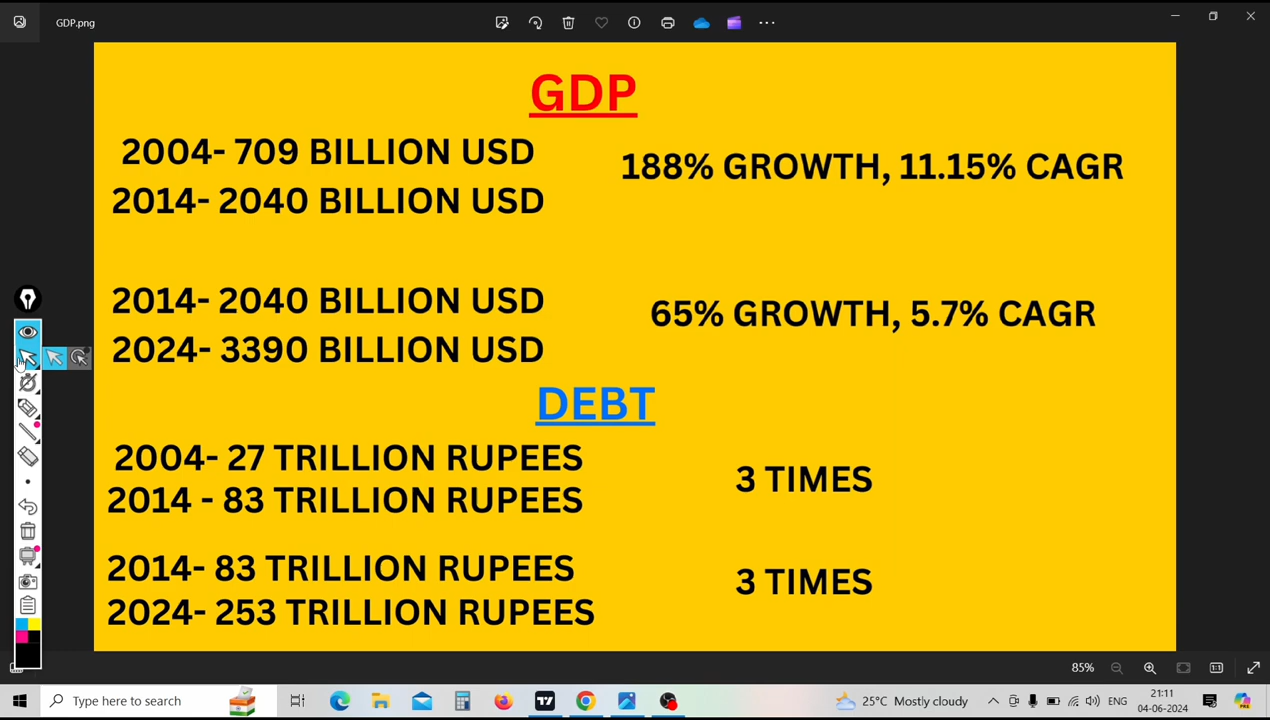 GDP.png
GDP
2004- 709 BILLION USD
2014- 2040 BILLION USD
188% GROWTH, 11.15% CAGR
2014- 2040 BILLION USD
2024- 3390 BILLION USD
65% GROWTH, 5.7% CAGR
DEBT
2004- 27 TRILLION RUPEES
2014 - 83 TRILLION RUPEES
3 TIMES
2014- 83 TRILLION RUPEES
2024- 253 TRILLION RUPEES
3 TIMES
85%
1:1
Type here to search
25°C Mostly cloudy
ENG
21:11
04-06-2024
PRE